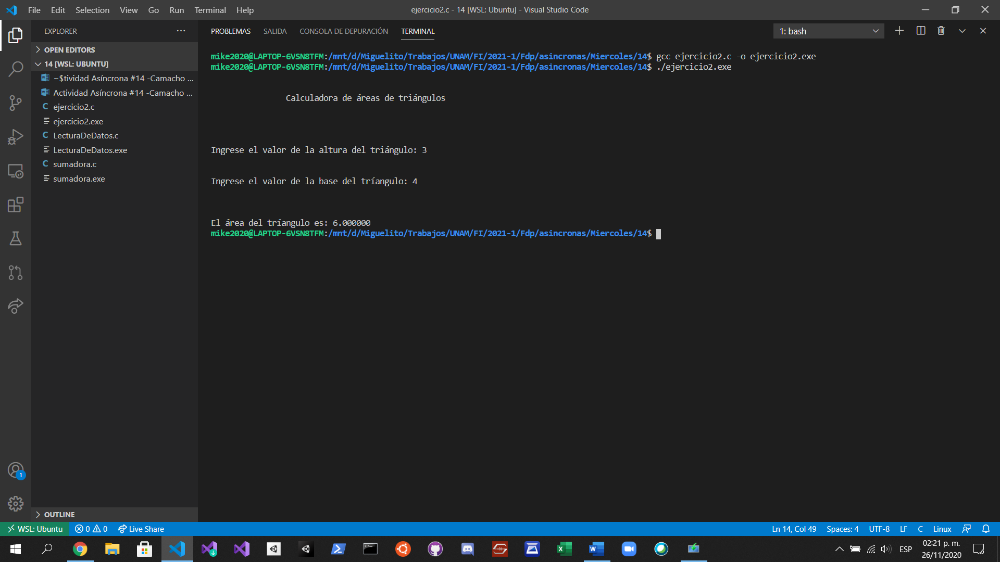 File Edit Selection View Go Run Terminal Help
ejercicio2.c - 14 [WSL: Ubuntu] - Visual Studio Code
EXPLORER
OPEN EDITORS
14 [WSL: UBUNTU]
~$tividad Asíncrona #14 -Camacho ...
Actividad Asíncrona #14 -Camacho ...
ejercicio2.c
ejercicio2.exe
LecturaDeDatos.c
LecturaDeDatos.exe
sumadora.c
sumadora.exe
OUTLINE
PROBLEMAS SALIDA CONSOLA DE DEPURACIÓN TERMINAL
1: bash
mike2020@LAPTOP-6VSN8TFM:/mnt/d/Miguelito/Trabajos/UNAM/FI/2021-1/Fdp/asincronas/Miercoles/14$ gcc ejercicio2.c -o ejercicio2.exe
mike2020@LAPTOP-6VSN8TFM:/mnt/d/Miguelito/Trabajos/UNAM/FI/2021-1/Fdp/asincronas/Miercoles/14$ ./ejercicio2.exe
Calculadora de áreas de triángulos
Ingrese el valor de la altura del triángulo: 3
Ingrese el valor de la base del tríangulo: 4
El área del tríangulo es: 6.000000
mike2020@LAPTOP-6VSN8TFM:/mnt/d/Miguelito/Trabajos/UNAM/FI/2021-1/Fdp/asincronas/Miercoles/14$
1
WSL: Ubuntu 0 0 Live Share
Ln 14, Col 49 Spaces: 4 UTF-8 LF C Linux
ESP
02:21 p. m.
26/11/2020